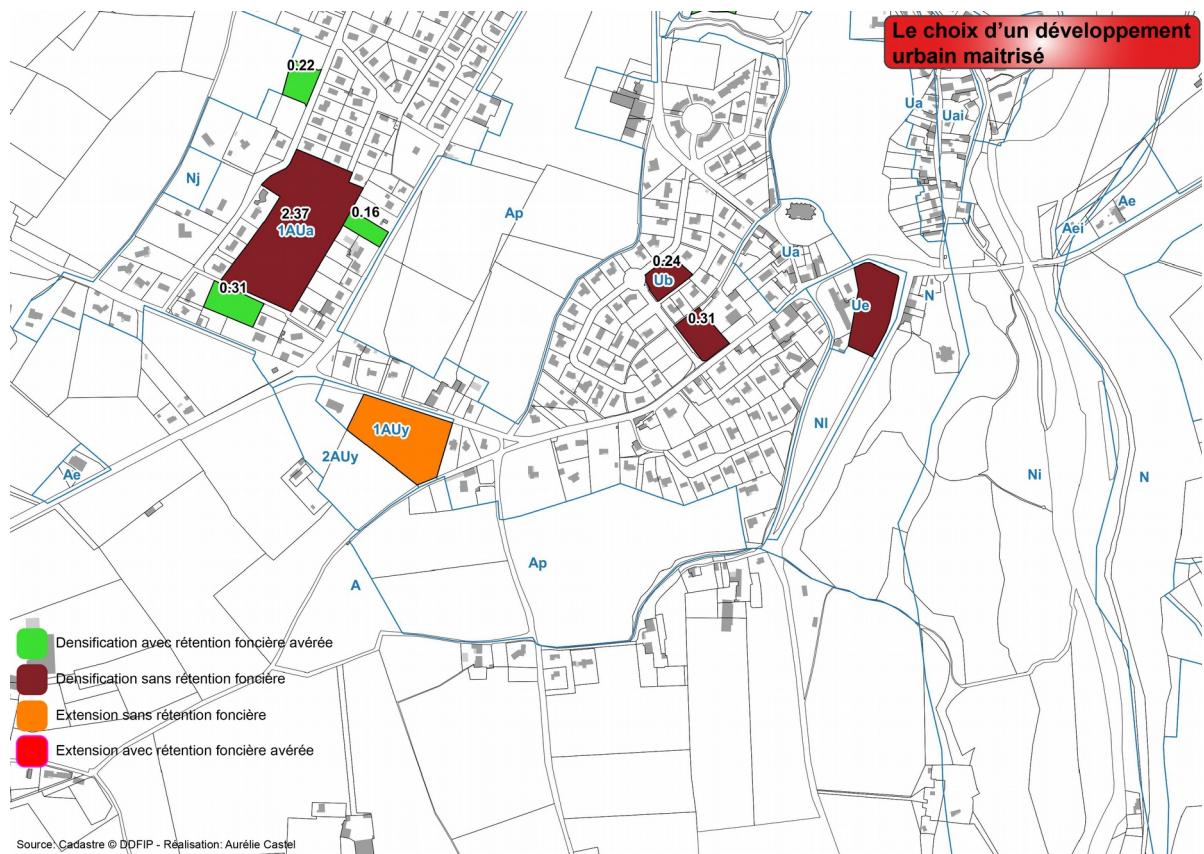 Le choix d'un développement
urbain maitrisé
0.22
Ua
Uai
Nj
2.37
1AUa
0.16
Ap
Ae
Aei
0.24
Ub
Ua
0.31
0.31
Ue
N
1AUy
2AUy
Nl
Ae
Ni
N
Ap
A
Densification avec rétention foncière avérée
Densification sans rétention foncière
Extension sans rétention foncière
Extension avec rétention foncière avérée
Source: Cadastre © DDFIP - Réalisation: Aurélie Castel